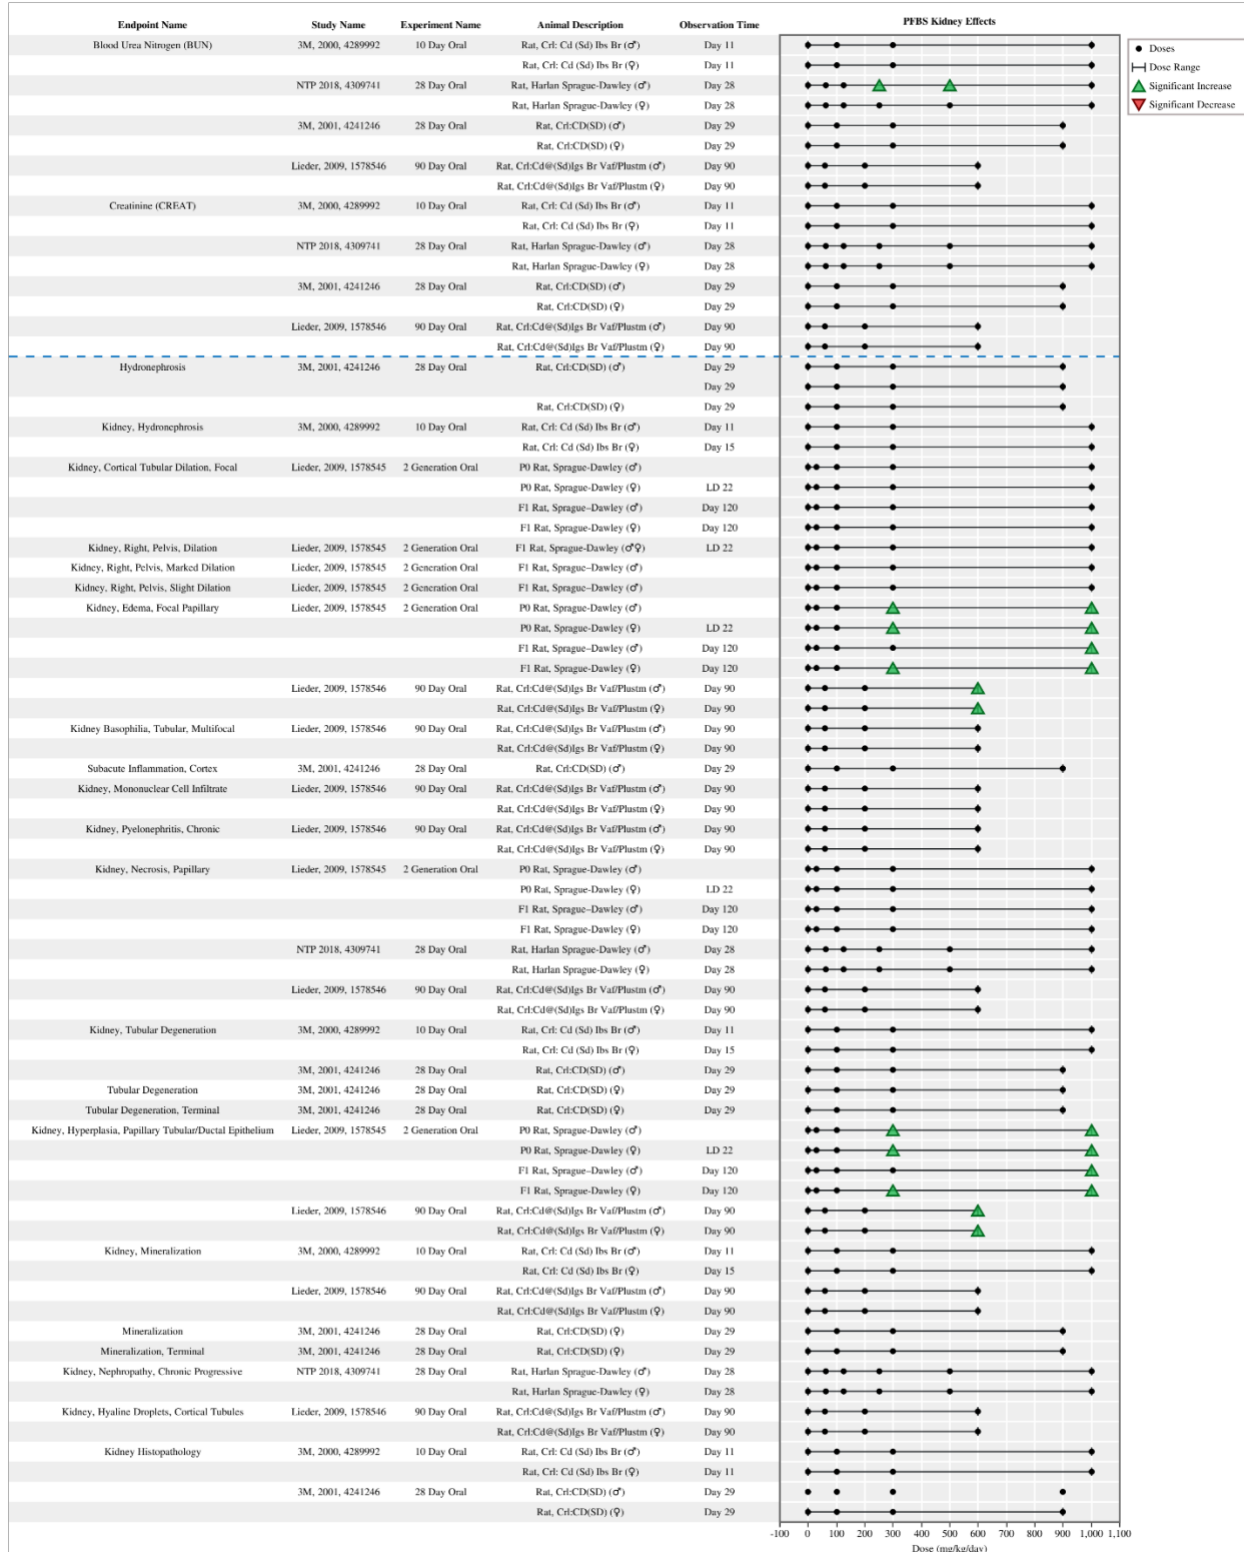 Endpoint Name Study Name Experiment Name Animal Description Observation Time PFBS Kidney Effects
Blood Urea Nitrogen (BUN) 3M, 2000, 4289992 10 Day Oral Rat, Crl: Cd (Sd) Ibs Br (♂) Day 11
Rat, Crl: Cd (Sd) Ibs Br (♀) Day 11
NTP 2018, 4309741 28 Day Oral Rat, Harlan Sprague-Dawley (♂) Day 28
Rat, Harlan Sprague-Dawley (♀) Day 28
3M, 2001, 4241246 28 Day Oral Rat, Crl:CD(SD) (♂) Day 29
Rat, Crl:CD(SD) (♀) Day 29
Lieder, 2009, 1578546 90 Day Oral Rat, Crl:Cd@(Sd)Igs Br Vaf/Plustm (♂) Day 90
Rat, Crl:Cd@(Sd)Igs Br Vaf/Plustm (♀) Day 90
Creatinine (CREAT) 3M, 2000, 4289992 10 Day Oral Rat, Crl: Cd (Sd) Ibs Br (♂) Day 11
Rat, Crl: Cd (Sd) Ibs Br (♀) Day 11
NTP 2018, 4309741 28 Day Oral Rat, Harlan Sprague-Dawley (♂) Day 28
Rat, Harlan Sprague-Dawley (♀) Day 28
3M, 2001, 4241246 28 Day Oral Rat, Crl:CD(SD) (♂) Day 29
Rat, Crl:CD(SD) (♀) Day 29
Lieder, 2009, 1578546 90 Day Oral Rat, Crl:Cd@(Sd)Igs Br Vaf/Plustm (♂) Day 90
Rat, Crl:Cd@(Sd)Igs Br Vaf/Plustm (♀) Day 90
Hydronephrosis 3M, 2001, 4241246 28 Day Oral Rat, Crl:CD(SD) (♂) Day 29
Day 29
Rat, Crl:CD(SD) (♀) Day 29
Kidney, Hydronephrosis 3M, 2000, 4289992 10 Day Oral Rat, Crl: Cd (Sd) Ibs Br (♂) Day 11
Rat, Crl: Cd (Sd) Ibs Br (♀) Day 15
Kidney, Cortical Tubular Dilation, Focal Lieder, 2009, 1578545 2 Generation Oral P0 Rat, Sprague-Dawley (♂)
P0 Rat, Sprague-Dawley (♀) LD 22
F1 Rat, Sprague–Dawley (♂) Day 120
F1 Rat, Sprague-Dawley (♀) Day 120
Kidney, Right, Pelvis, Dilation Lieder, 2009, 1578545 2 Generation Oral F1 Rat, Sprague-Dawley (♂♀) LD 22
Kidney, Right, Pelvis, Marked Dilation Lieder, 2009, 1578545 2 Generation Oral F1 Rat, Sprague–Dawley (♂)
Kidney, Right, Pelvis, Slight Dilation Lieder, 2009, 1578545 2 Generation Oral F1 Rat, Sprague–Dawley (♂)
Kidney, Edema, Focal Papillary Lieder, 2009, 1578545 2 Generation Oral P0 Rat, Sprague-Dawley (♂)
P0 Rat, Sprague-Dawley (♀) LD 22
F1 Rat, Sprague–Dawley (♂) Day 120
F1 Rat, Sprague-Dawley (♀) Day 120
Lieder, 2009, 1578546 90 Day Oral Rat, Crl:Cd@(Sd)Igs Br Vaf/Plustm (♂) Day 90
Rat, Crl:Cd@(Sd)Igs Br Vaf/Plustm (♀) Day 90
Kidney Basophilia, Tubular, Multifocal Lieder, 2009, 1578546 90 Day Oral Rat, Crl:Cd@(Sd)Igs Br Vaf/Plustm (♂) Day 90
Rat, Crl:Cd@(Sd)Igs Br Vaf/Plustm (♀) Day 90
Subacute Inflammation, Cortex 3M, 2001, 4241246 28 Day Oral Rat, Crl:CD(SD) (♂) Day 29
Kidney, Mononuclear Cell Infiltrate Lieder, 2009, 1578546 90 Day Oral Rat, Crl:Cd@(Sd)Igs Br Vaf/Plustm (♂) Day 90
Rat, Crl:Cd@(Sd)Igs Br Vaf/Plustm (♀) Day 90
Kidney, Pyelonephritis, Chronic Lieder, 2009, 1578546 90 Day Oral Rat, Crl:Cd@(Sd)Igs Br Vaf/Plustm (♂) Day 90
Rat, Crl:Cd@(Sd)Igs Br Vaf/Plustm (♀) Day 90
Kidney, Necrosis, Papillary Lieder, 2009, 1578545 2 Generation Oral P0 Rat, Sprague-Dawley (♂)
P0 Rat, Sprague-Dawley (♀) LD 22
F1 Rat, Sprague–Dawley (♂) Day 120
F1 Rat, Sprague-Dawley (♀) Day 120
NTP 2018, 4309741 28 Day Oral Rat, Harlan Sprague-Dawley (♂) Day 28
Rat, Harlan Sprague-Dawley (♀) Day 28
Lieder, 2009, 1578546 90 Day Oral Rat, Crl:Cd@(Sd)Igs Br Vaf/Plustm (♂) Day 90
Rat, Crl:Cd@(Sd)Igs Br Vaf/Plustm (♀) Day 90
Kidney, Tubular Degeneration 3M, 2000, 4289992 10 Day Oral Rat, Crl: Cd (Sd) Ibs Br (♂) Day 11
Rat, Crl: Cd (Sd) Ibs Br (♀) Day 15
3M, 2001, 4241246 28 Day Oral Rat, Crl:CD(SD) (♂) Day 29
Tubular Degeneration 3M, 2001, 4241246 28 Day Oral Rat, Crl:CD(SD) (♀) Day 29
Tubular Degeneration, Terminal 3M, 2001, 4241246 28 Day Oral Rat, Crl:CD(SD) (♀) Day 29
Kidney, Hyperplasia, Papillary Tubular/Ductal Epithelium Lieder, 2009, 1578545 2 Generation Oral P0 Rat, Sprague-Dawley (♂)
P0 Rat, Sprague-Dawley (♀) LD 22
F1 Rat, Sprague–Dawley (♂) Day 120
F1 Rat, Sprague-Dawley (♀) Day 120
Lieder, 2009, 1578546 90 Day Oral Rat, Crl:Cd@(Sd)Igs Br Vaf/Plustm (♂) Day 90
Rat, Crl:Cd@(Sd)Igs Br Vaf/Plustm (♀) Day 90
Kidney, Mineralization 3M, 2000, 4289992 10 Day Oral Rat, Crl: Cd (Sd) Ibs Br (♂) Day 11
Rat, Crl: Cd (Sd) Ibs Br (♀) Day 15
Lieder, 2009, 1578546 90 Day Oral Rat, Crl:Cd@(Sd)Igs Br Vaf/Plustm (♂) Day 90
Rat, Crl:Cd@(Sd)Igs Br Vaf/Plustm (♀) Day 90
Mineralization 3M, 2001, 4241246 28 Day Oral Rat, Crl:CD(SD) (♀) Day 29
Mineralization, Terminal 3M, 2001, 4241246 28 Day Oral Rat, Crl:CD(SD) (♀) Day 29
Kidney, Nephropathy, Chronic Progressive NTP 2018, 4309741 28 Day Oral Rat, Harlan Sprague-Dawley (♂) Day 28
Rat, Harlan Sprague-Dawley (♀) Day 28
Kidney, Hyaline Droplets, Cortical Tubules Lieder, 2009, 1578546 90 Day Oral Rat, Crl:Cd@(Sd)Igs Br Vaf/Plustm (♂) Day 90
Rat, Crl:Cd@(Sd)Igs Br Vaf/Plustm (♀) Day 90
Kidney Histopathology 3M, 2000, 4289992 10 Day Oral Rat, Crl: Cd (Sd) Ibs Br (♂) Day 11
Rat, Crl: Cd (Sd) Ibs Br (♀) Day 11
3M, 2001, 4241246 28 Day Oral Rat, Crl:CD(SD) (♂) Day 29
Rat, Crl:CD(SD) (♀) Day 29
-100 0 100 200 300 400 500 600 700 800 900 1,000 1,100
Dose (mg/kg/day)
Doses
Dose Range
Significant Increase
Significant Decrease